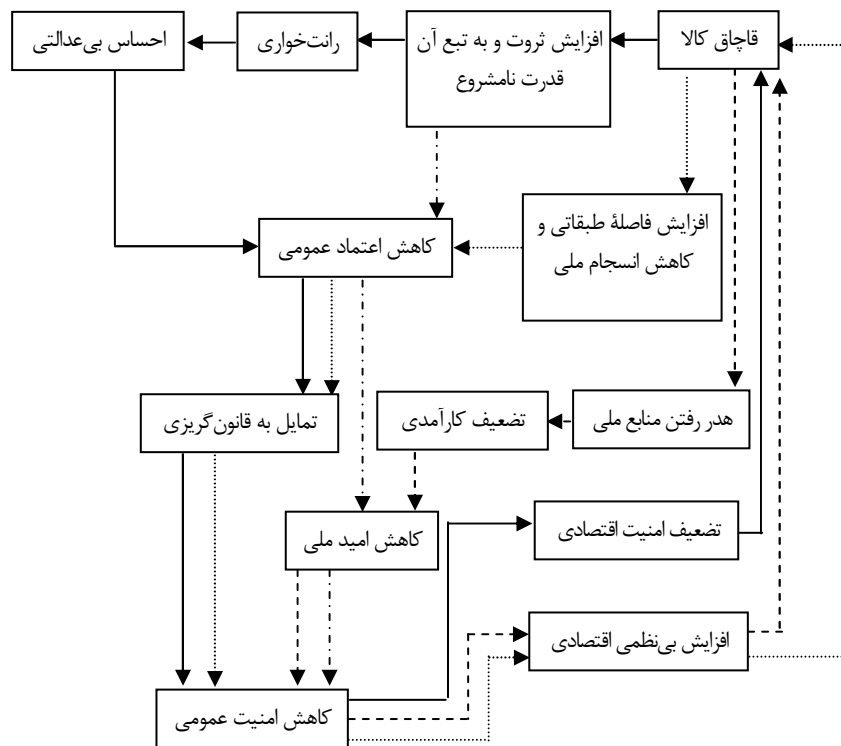 قاچاق کالا
افزایش ثروت و به تبع آن
قدرت نامشروع
رانت‌خواری
احساس بی‌عدالتی
افزایش فاصلهٔ طبقاتی و
کاهش انسجام ملی
کاهش اعتماد عمومی
هدر رفتن منابع ملی
تضعیف کارآمدی
تمایل به قانون‌گریزی
تضعیف امنیت اقتصادی
کاهش امید ملی
افزایش بی‌نظمی اقتصادی
کاهش امنیت عمومی